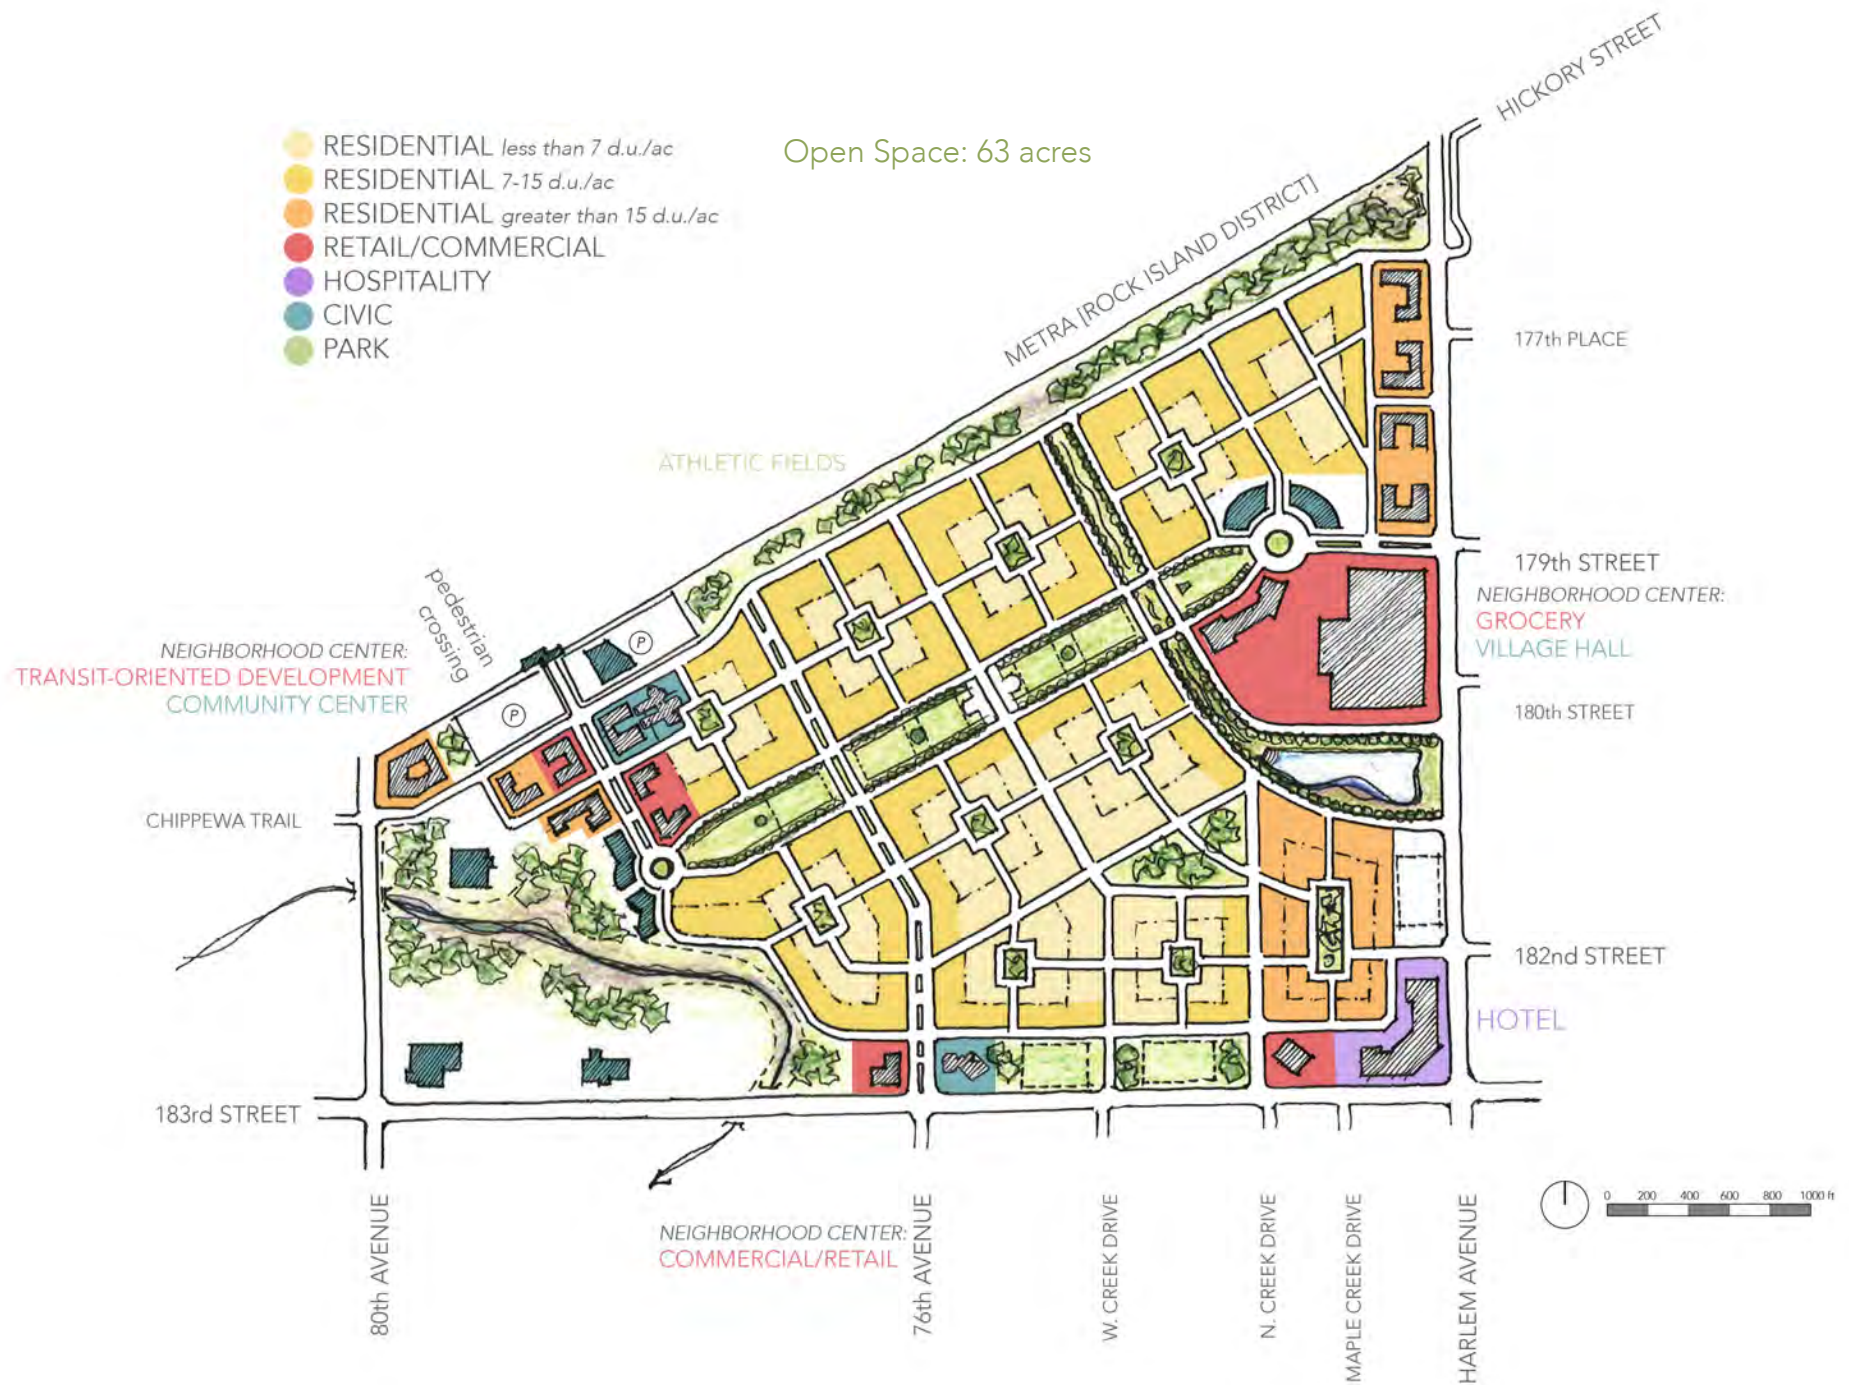 HICKORY STREET
RESIDENTIAL less than 7 d.u./ac
RESIDENTIAL 7-15 d.u./ac
RESIDENTIAL greater than 15 d.u./ac
RETAIL/COMMERCIAL
HOSPITALITY
CIVIC
PARK
Open Space: 63 acres
METRA [ROCK ISLAND DISTRICT]
177th PLACE
ATHLETIC FIELDS
179th STREET
NEIGHBORHOOD CENTER:
GROCERY
VILLAGE HALL
180th STREET
pedestrian
crossing
NEIGHBORHOOD CENTER:
TRANSIT-ORIENTED DEVELOPMENT
COMMUNITY CENTER
P
P
CHIPPEWA TRAIL
182nd STREET
HOTEL
183rd STREET
NEIGHBORHOOD CENTER:
COMMERCIAL/RETAIL
80th AVENUE
76th AVENUE
W. CREEK DRIVE
N. CREEK DRIVE
MAPLE CREEK DRIVE
HARLEM AVENUE
0 200 400 600 800 1000 ft